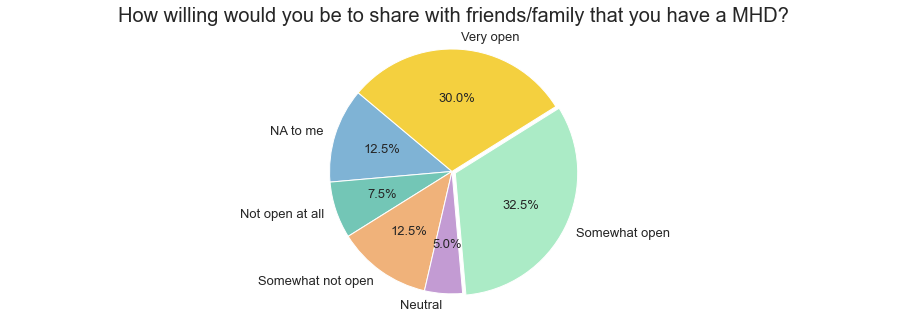 How willing would you be to share with friends/family that you have a MHD?
Very open
30.0%
NA to me
12.5%
Not open at all
7.5%
Somewhat not open
12.5%
Neutral
5.0%
Somewhat open
32.5%